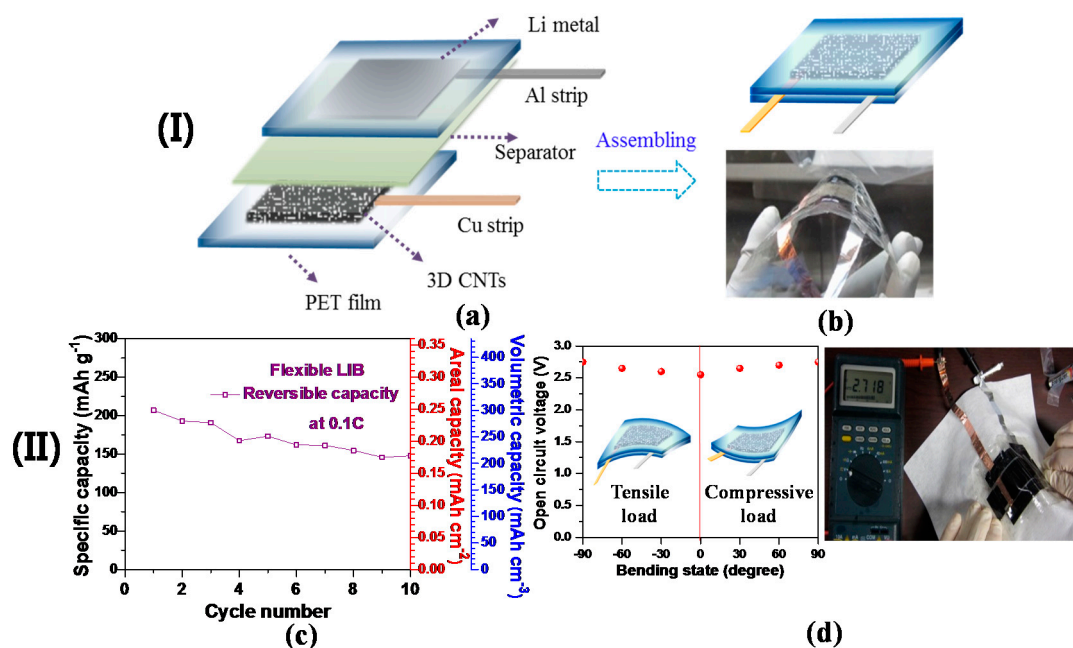 (I)
Li metal
Al strip
Separator
Cu strip
3D CNTs
PET film
(a)
Assembling
(b)
(II)
Specific capacity (mAh g⁻¹)
300
250
200
150
100
50
0
0
2
4
6
8
10
Cycle number
Flexible LIB
Reversible capacity
at 0.1C
0.36
0.30
0.25
0.20
0.15
0.10
0.05
0.00
Areal capacity (mAh cm⁻²)
400
350
300
250
200
150
100
50
0
Volumetric capacity (mAh cm⁻³)
(c)
Open circuit voltage (V)
3.0
2.5
2.0
1.5
1.0
0.5
0.0
-90
-60
-30
0
30
60
90
Bending state (degree)
Tensile
load
Compressive
load
2.718
(d)